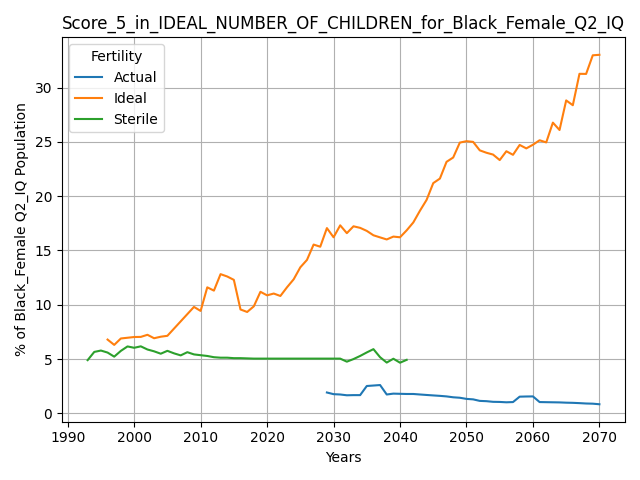 Score_5_in_IDEAL_NUMBER_OF_CHILDREN_for_Black_Female_Q2_IQ
Fertility
Actual
Ideal
Sterile
% of Black_Female Q2_IQ Population
30
25
20
15
10
5
0
1990 2000 2010 2020 2030 2040 2050 2060 2070
Years